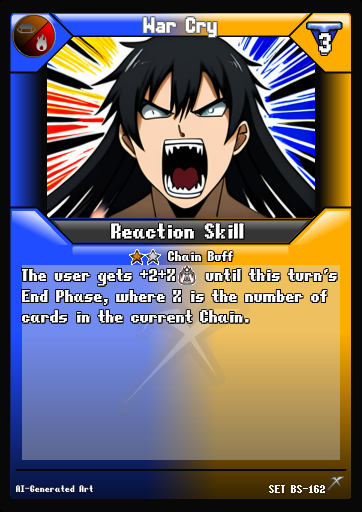 War Cry
3
Reaction Skill
Chain Buff
The user gets +2+X until this turn's
End Phase, where X is the number of
cards in the current Chain.
AI-Generated Art
SET BS-162